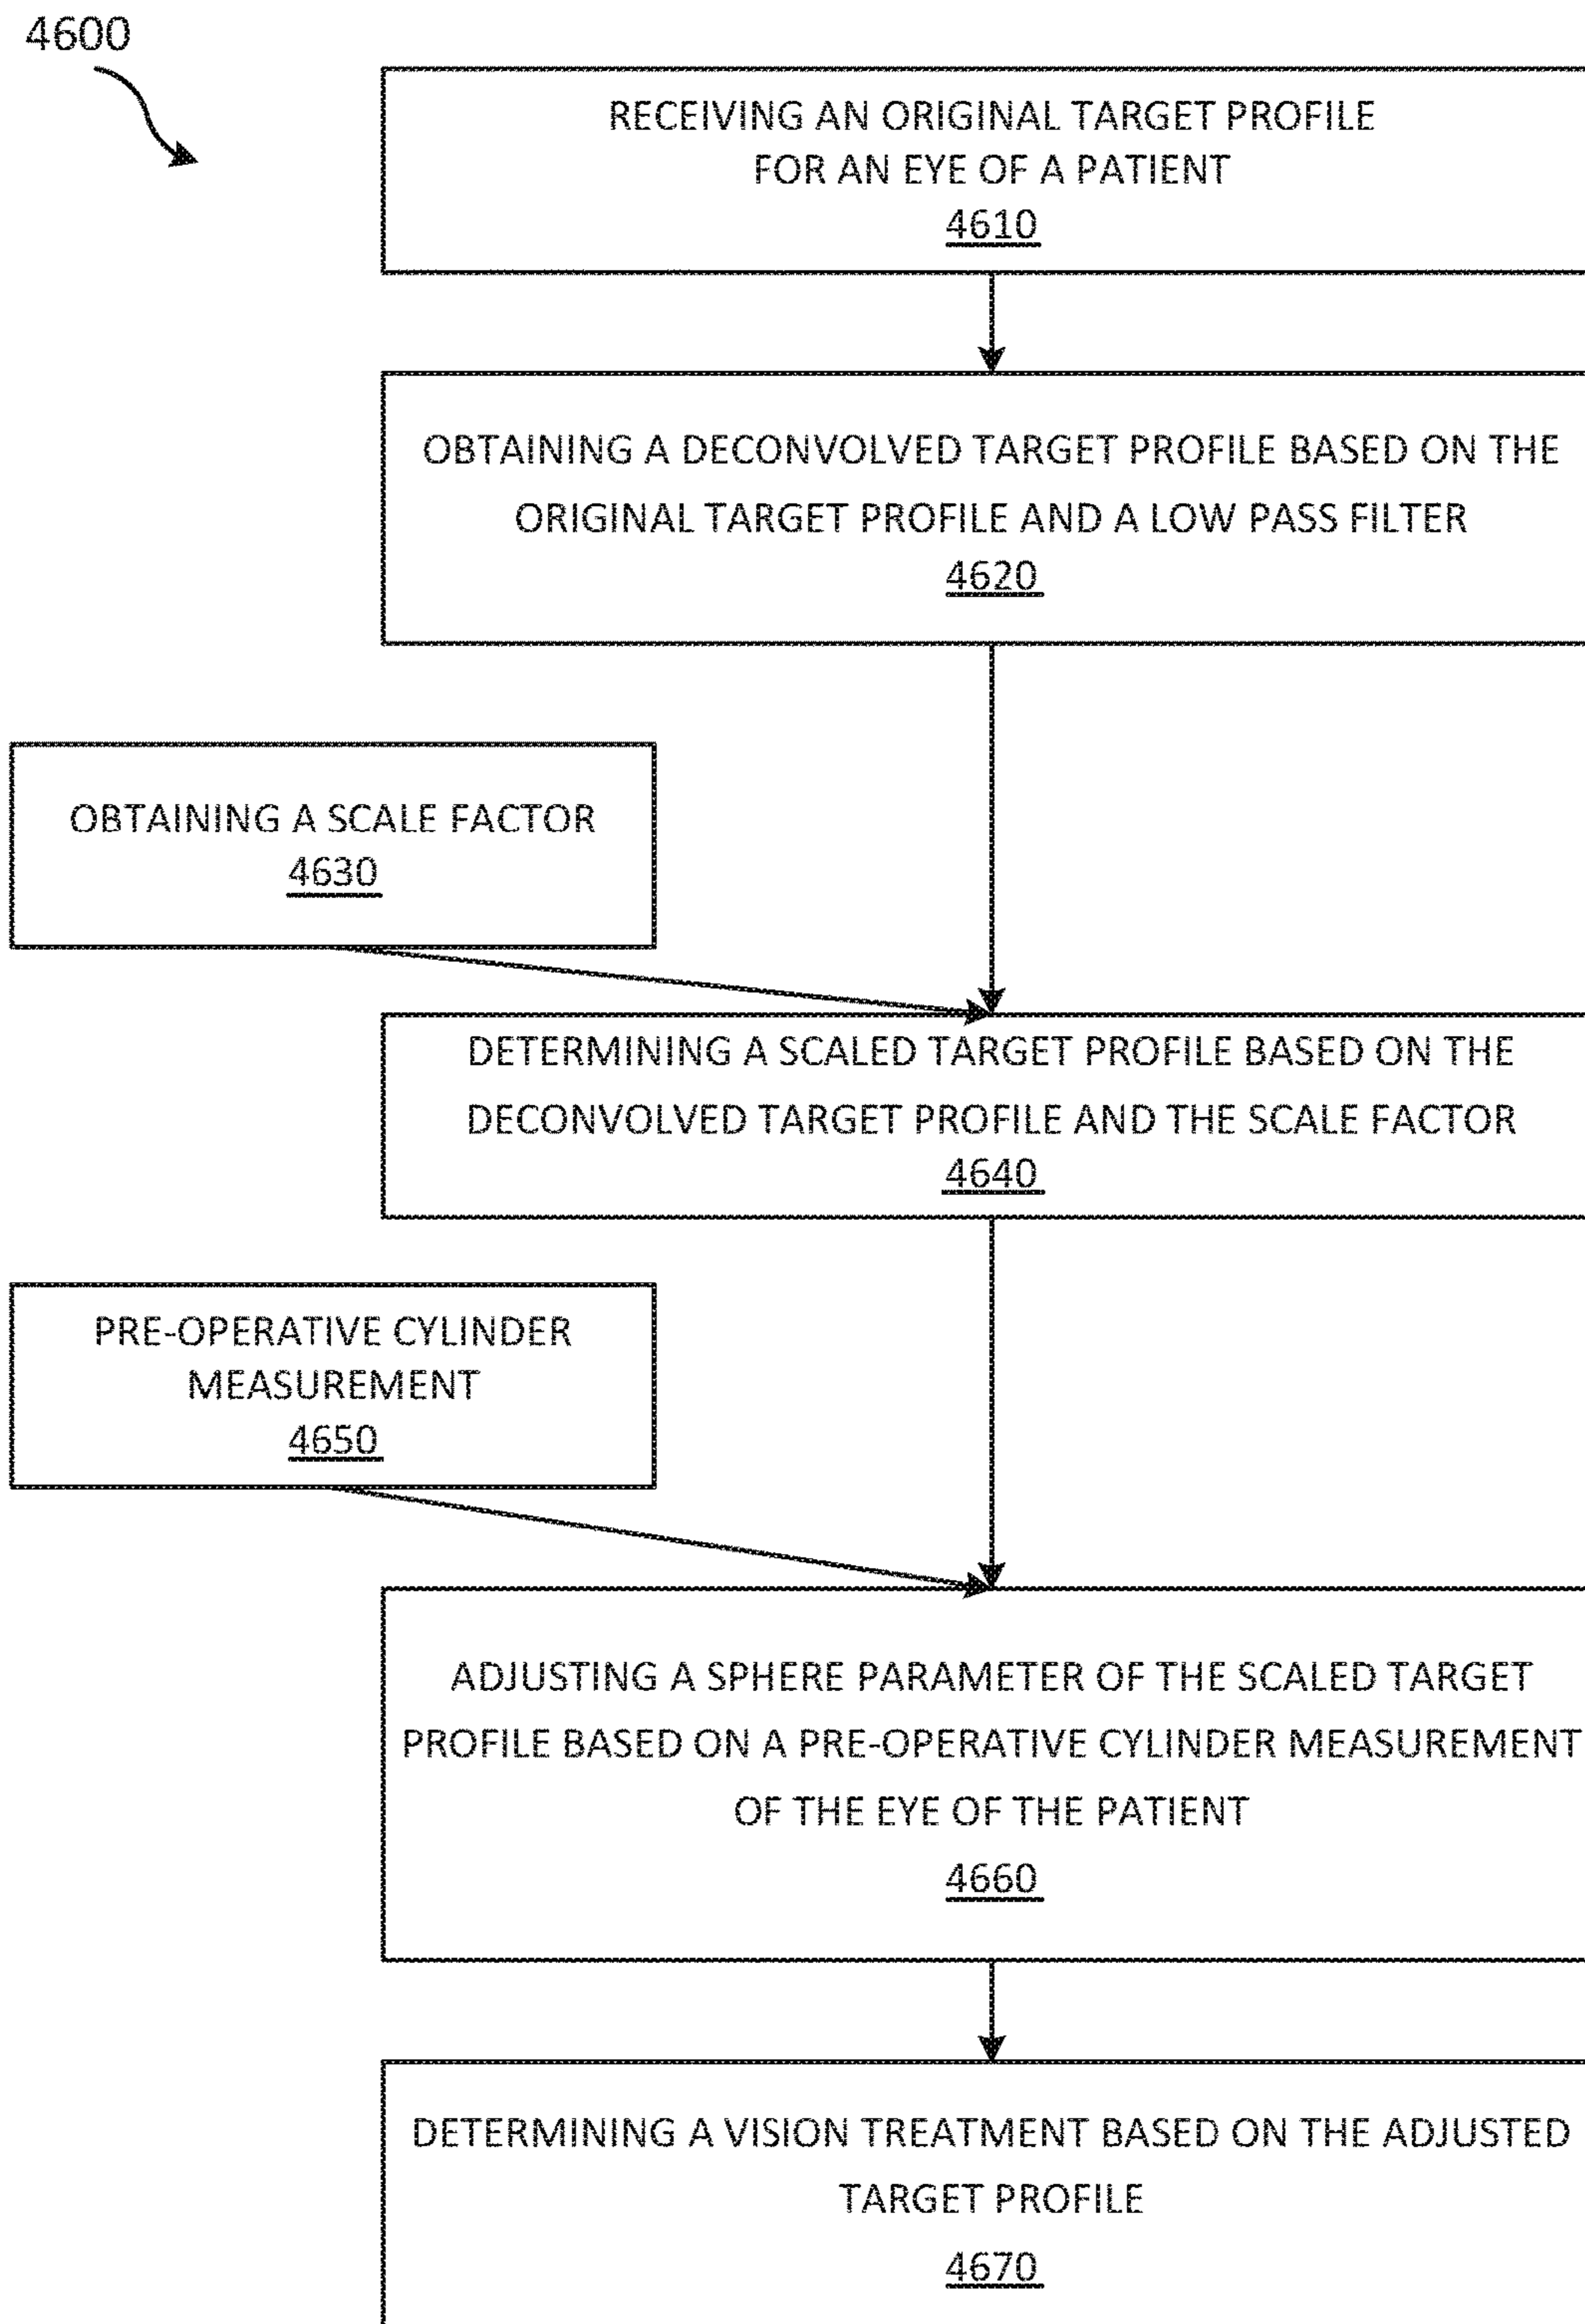 4600
RECEIVING AN ORIGINAL TARGET PROFILE
FOR AN EYE OF A PATIENT
4610
OBTAINING A DECONVOLVED TARGET PROFILE BASED ON THE
ORIGINAL TARGET PROFILE AND A LOW PASS FILTER
4620
OBTAINING A SCALE FACTOR
4630
DETERMINING A SCALED TARGET PROFILE BASED ON THE
DECONVOLVED TARGET PROFILE AND THE SCALE FACTOR
4640
PRE-OPERATIVE CYLINDER
MEASUREMENT
4650
ADJUSTING A SPHERE PARAMETER OF THE SCALED TARGET
PROFILE BASED ON A PRE-OPERATIVE CYLINDER MEASUREMENT
OF THE EYE OF THE PATIENT
4660
DETERMINING A VISION TREATMENT BASED ON THE ADJUSTED
TARGET PROFILE
4670